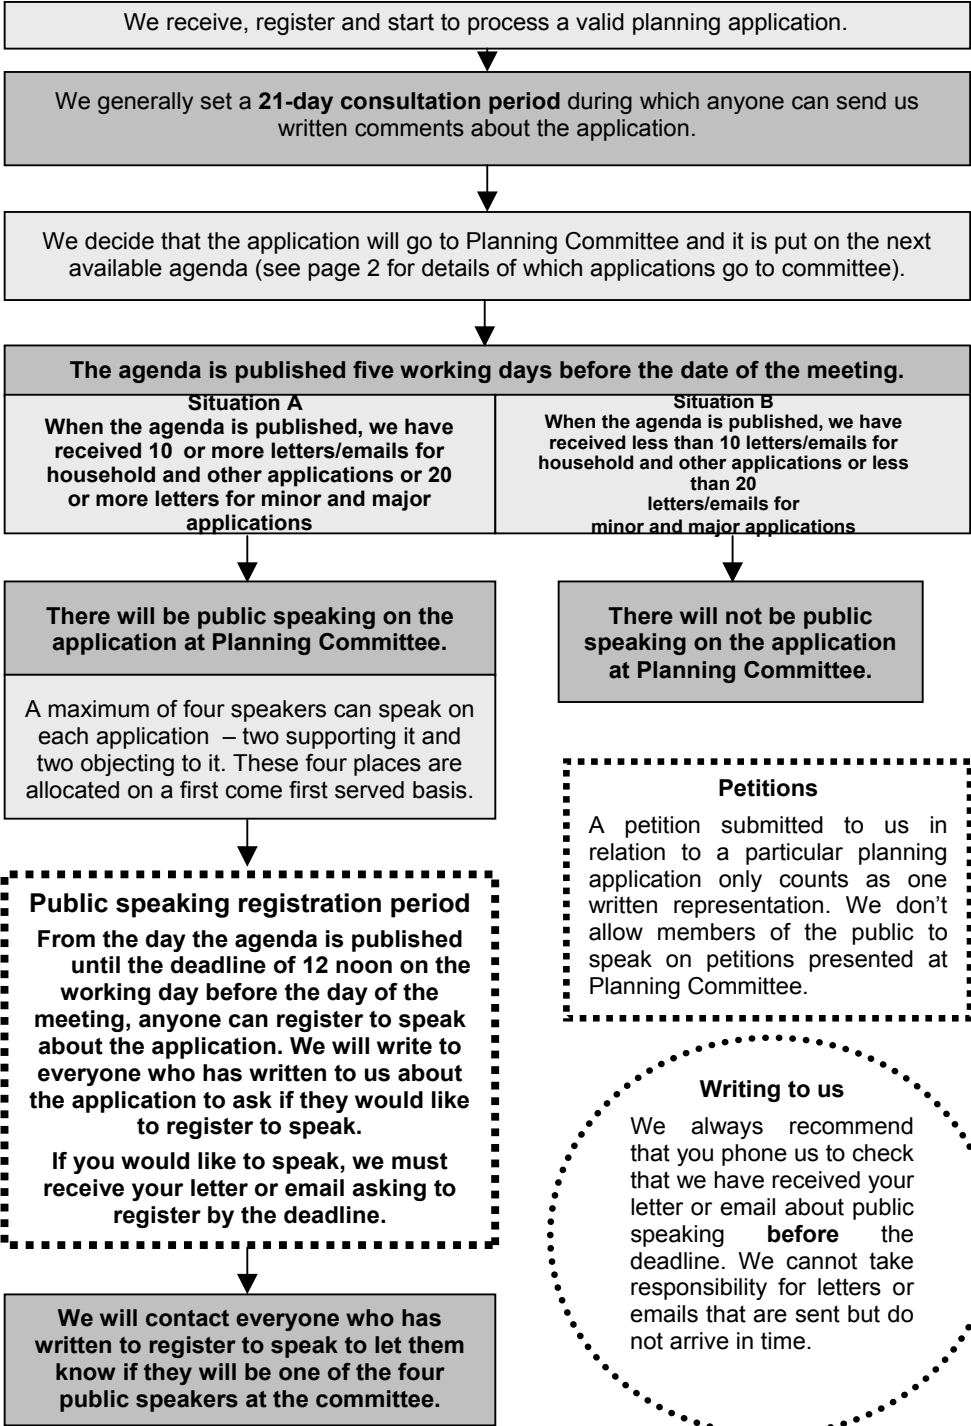 We receive, register and start to process a valid planning application.
We generally set a 21-day consultation period during which anyone can send us
written comments about the application.
We decide that the application will go to Planning Committee and it is put on the next
available agenda (see page 2 for details of which applications go to committee).
The agenda is published five working days before the date of the meeting.
Situation A
When the agenda is published, we have
received 10 or more letters/emails for
household and other applications or 20
or more letters for minor and major
applications
Situation B
When the agenda is published, we have
received less than 10 letters/emails for
household and other applications or less
than 20
letters/emails for
minor and major applications
There will be public speaking on the
application at Planning Committee.
A maximum of four speakers can speak on
each application – two supporting it and
two objecting to it. These four places are
allocated on a first come first served basis.
There will not be public
speaking on the application
at Planning Committee.
Petitions
A petition submitted to us in
relation to a particular planning
application only counts as one
written representation. We don't
allow members of the public to
speak on petitions presented at
Planning Committee.
Public speaking registration period
From the day the agenda is published
until the deadline of 12 noon on the
working day before the day of the
meeting, anyone can register to speak
about the application. We will write to
everyone who has written to us about
the application to ask if they would like
to register to speak.
If you would like to speak, we must
receive your letter or email asking to
register by the deadline.
Writing to us
We always recommend
that you phone us to check
that we have received your
letter or email about public
speaking before the
deadline. We cannot take
responsibility for letters or
emails that are sent but do
not arrive in time.
We will contact everyone who has
written to register to speak to let them
know if they will be one of the four
public speakers at the committee.